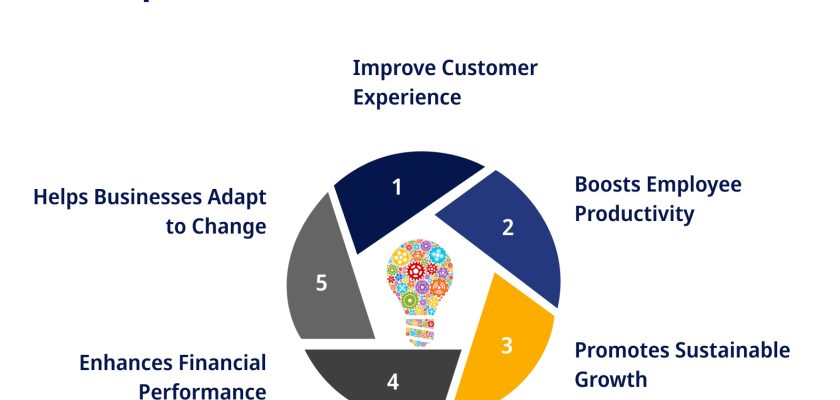 Improve Customer
Experience
1
Boosts Employee
Productivity
2
Helps Businesses Adapt
to Change
5
3
Promotes Sustainable
Growth
Enhances Financial
Performance
4